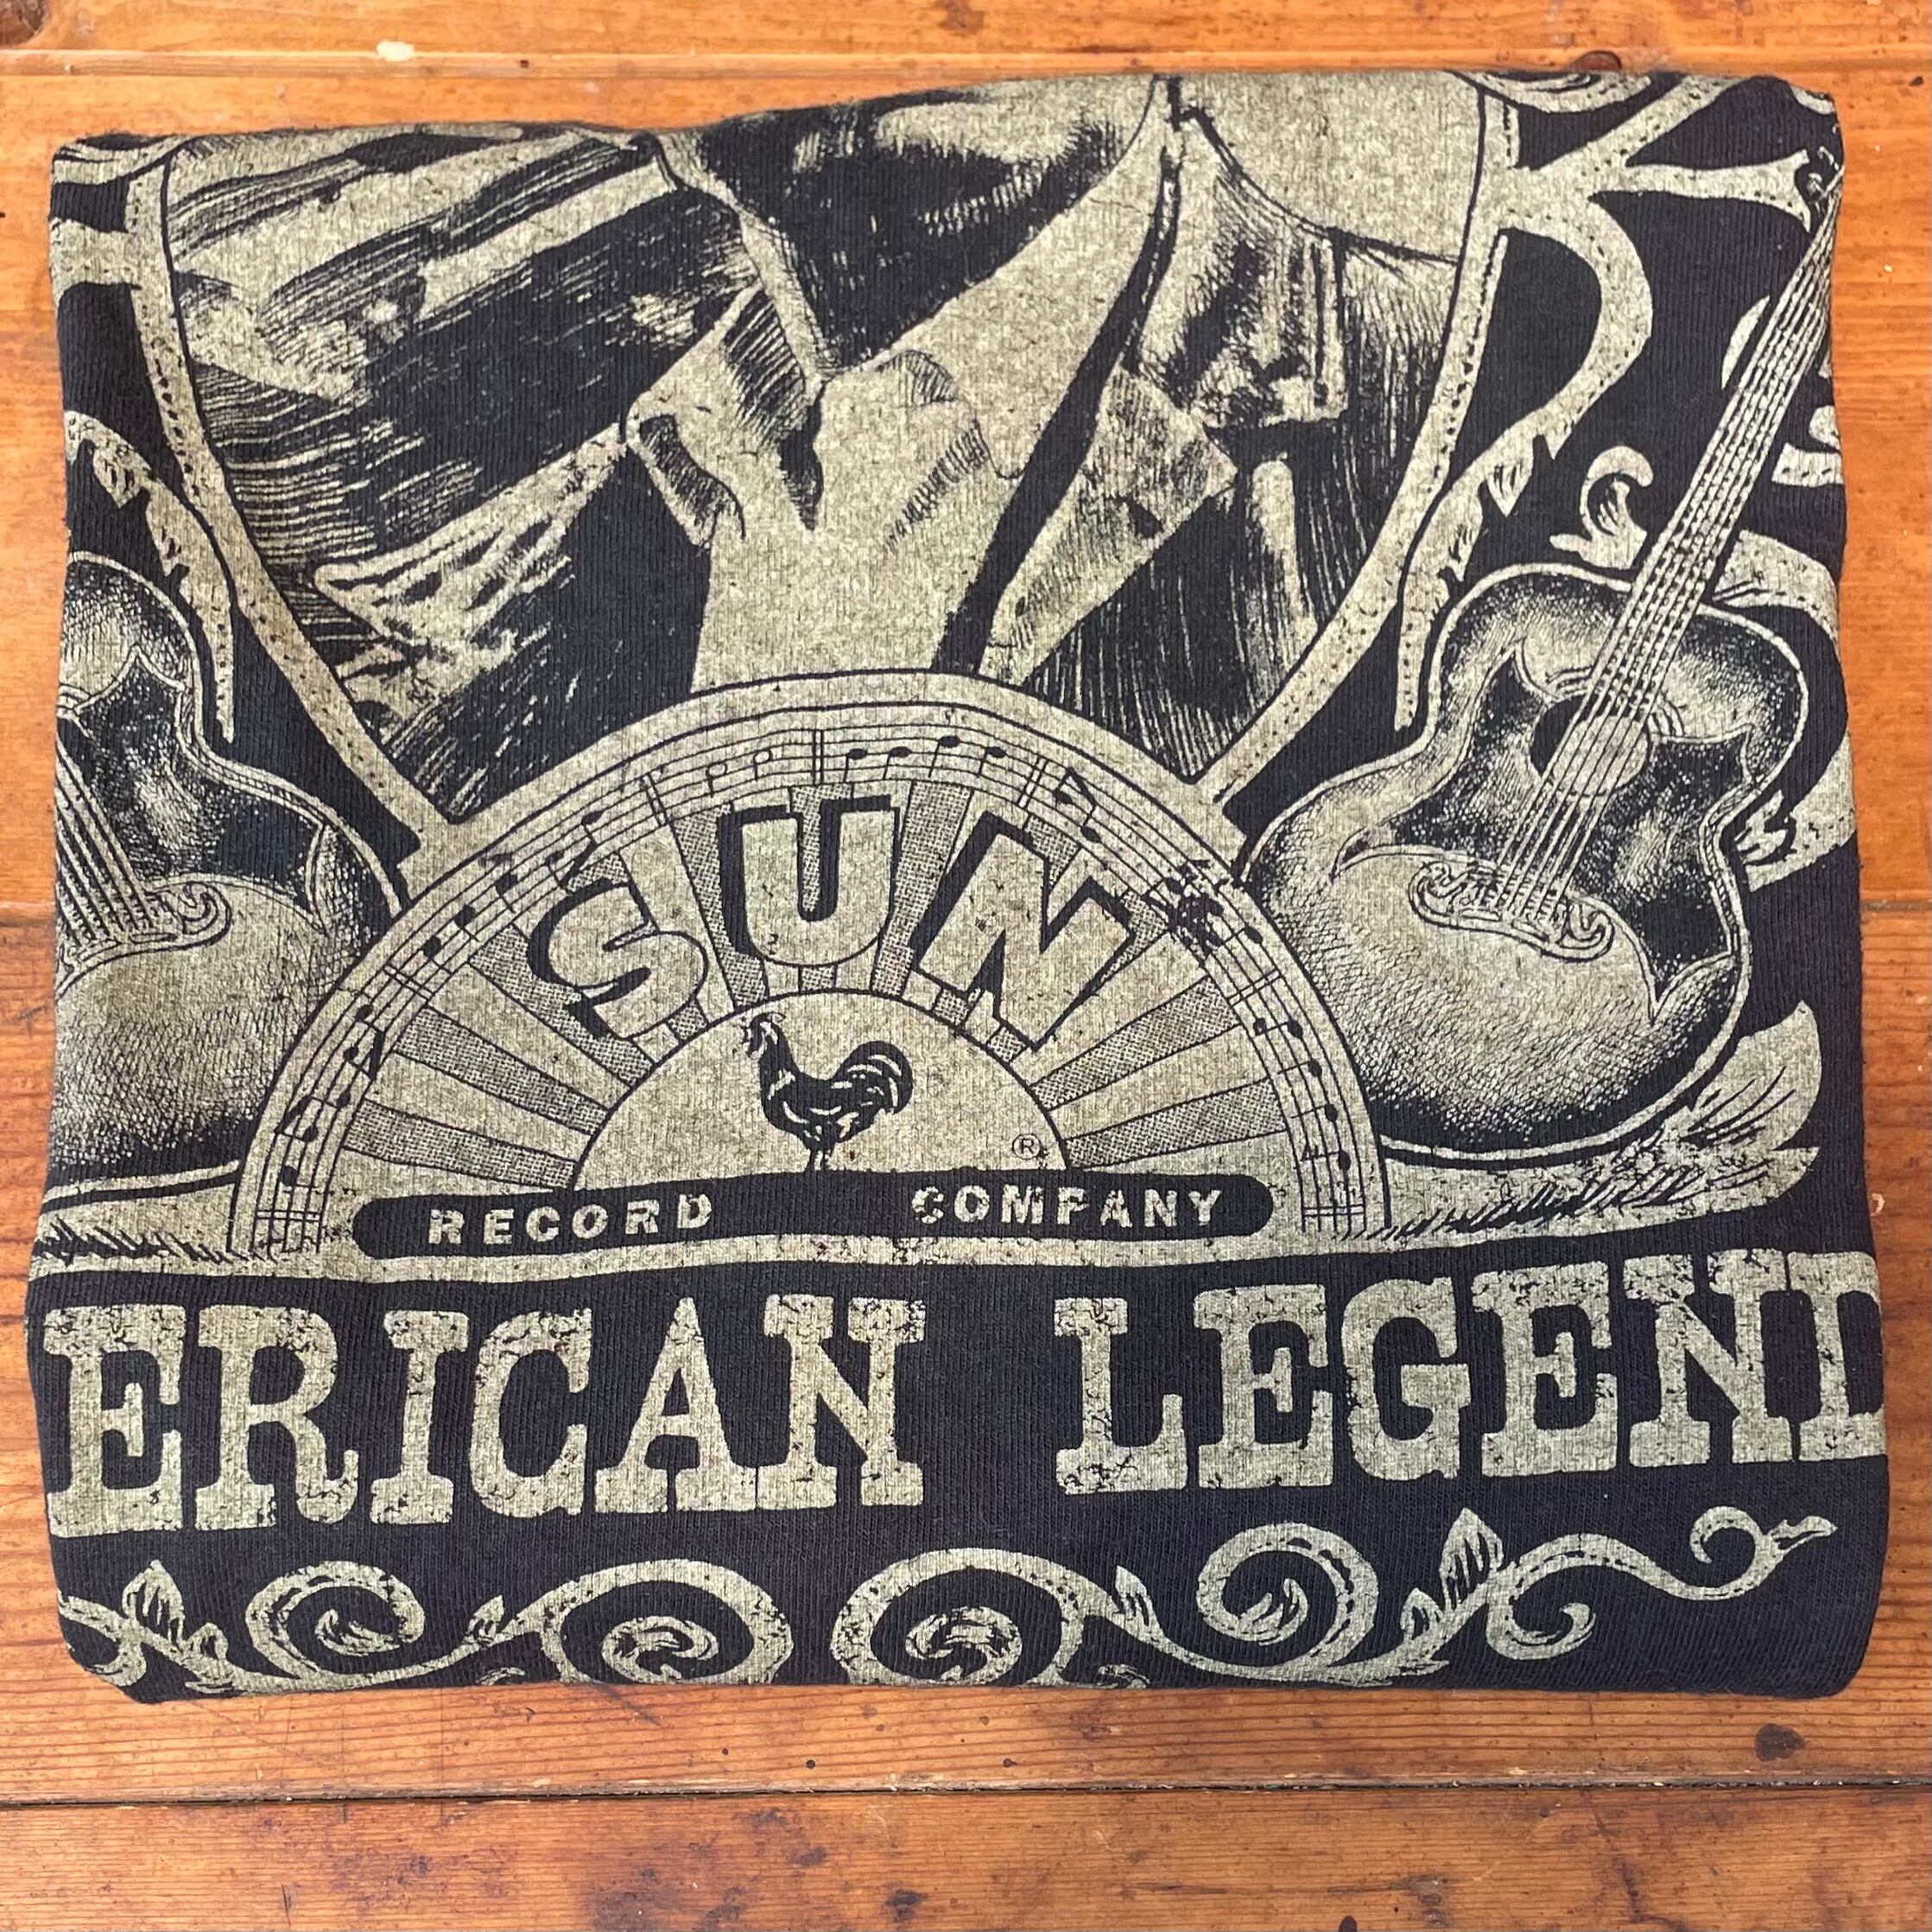 SUN
®
RECORD COMPANY
ERICAN LEGEND